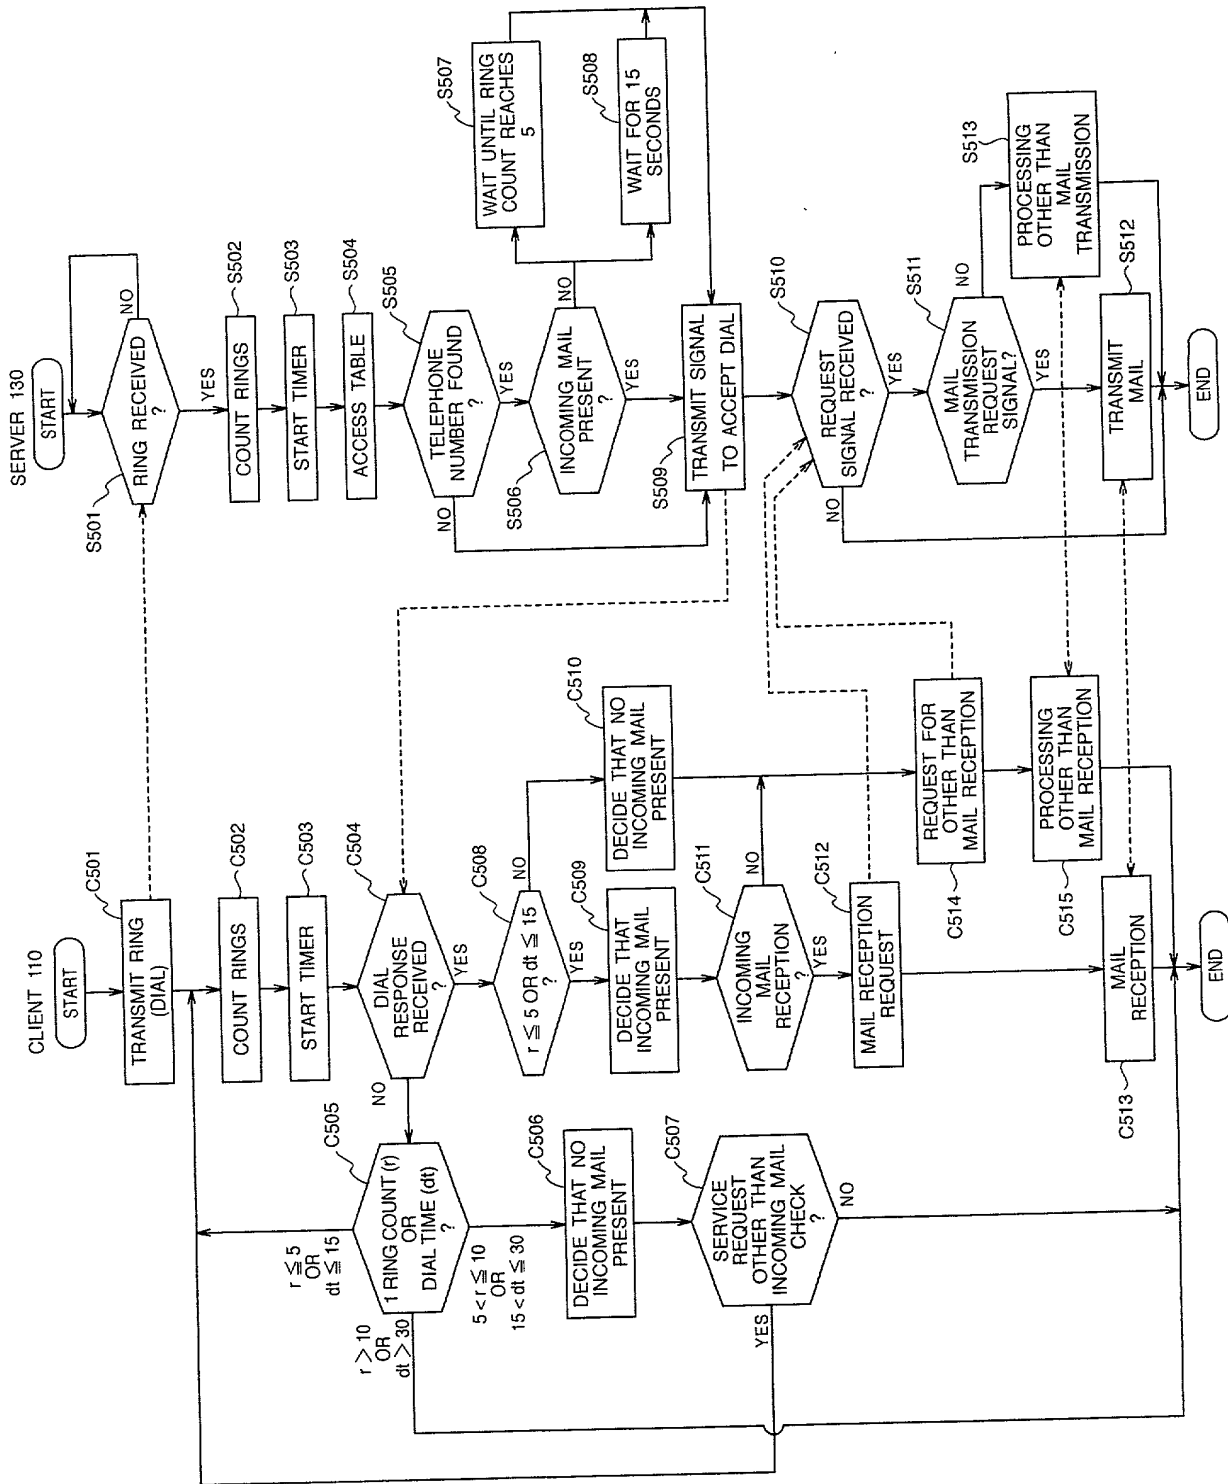 CLIENT 110
START
C501
TRANSMIT RING
(DIAL)
C502
COUNT RINGS
C503
START TIMER
C504
DIAL
RESPONSE
RECEIVED
?
NO
YES
C505
1 RING COUNT (r)
OR
DIAL TIME (dt)
?
r ≦ 5
OR
dt ≦ 15
r > 10
OR
dt > 30
5 < r ≦ 10
OR
15 < dt ≦ 30
C506
DECIDE THAT NO
INCOMING MAIL
PRESENT
C507
SERVICE
REQUEST
OTHER THAN
INCOMING MAIL
CHECK
?
YES
NO
C508
r ≦ 5 OR dt ≦ 15
?
NO
YES
C509
DECIDE THAT
INCOMING MAIL
PRESENT
C510
DECIDE THAT NO
INCOMING MAIL
PRESENT
C511
INCOMING
MAIL
RECEPTION
?
NO
YES
C512
MAIL RECEPTION
REQUEST
C514
REQUEST FOR
OTHER THAN
MAIL RECEPTION
C515
PROCESSING
OTHER THAN
MAIL RECEPTION
C513
MAIL
RECEPTION
END
SERVER 130
START
S501
RING RECEIVED
?
NO
YES
S502
COUNT RINGS
S503
START TIMER
S504
ACCESS TABLE
S505
TELEPHONE
NUMBER FOUND
?
NO
YES
S506
INCOMING MAIL
PRESENT
?
NO
YES
S507
WAIT UNTIL RING
COUNT REACHES
5
S508
WAIT FOR 15
SECONDS
S509
TRANSMIT SIGNAL
TO ACCEPT DIAL
S510
REQUEST
SIGNAL RECEIVED
?
NO
YES
S511
MAIL
TRANSMISSION
REQUEST
SIGNAL?
NO
YES
S513
PROCESSING
OTHER THAN
MAIL
TRANSMISSION
S512
TRANSMIT
MAIL
END